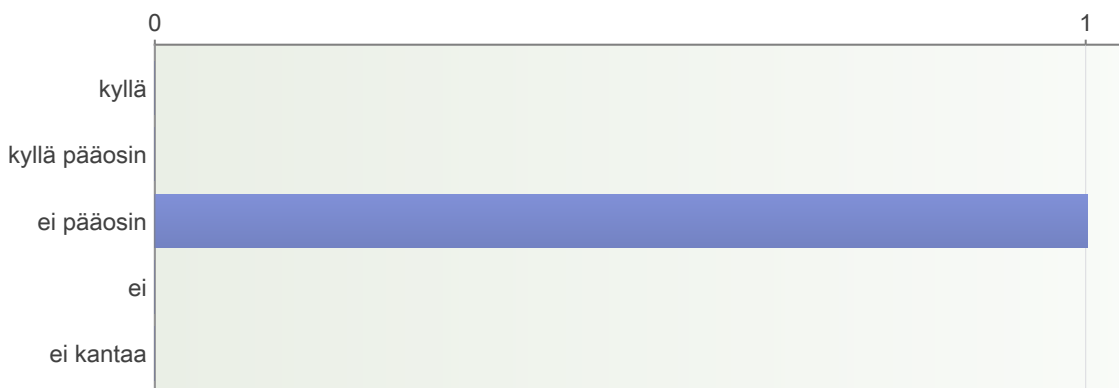 0 1
kyllä
kyllä pääosin
ei pääosin
ei
ei kantaa